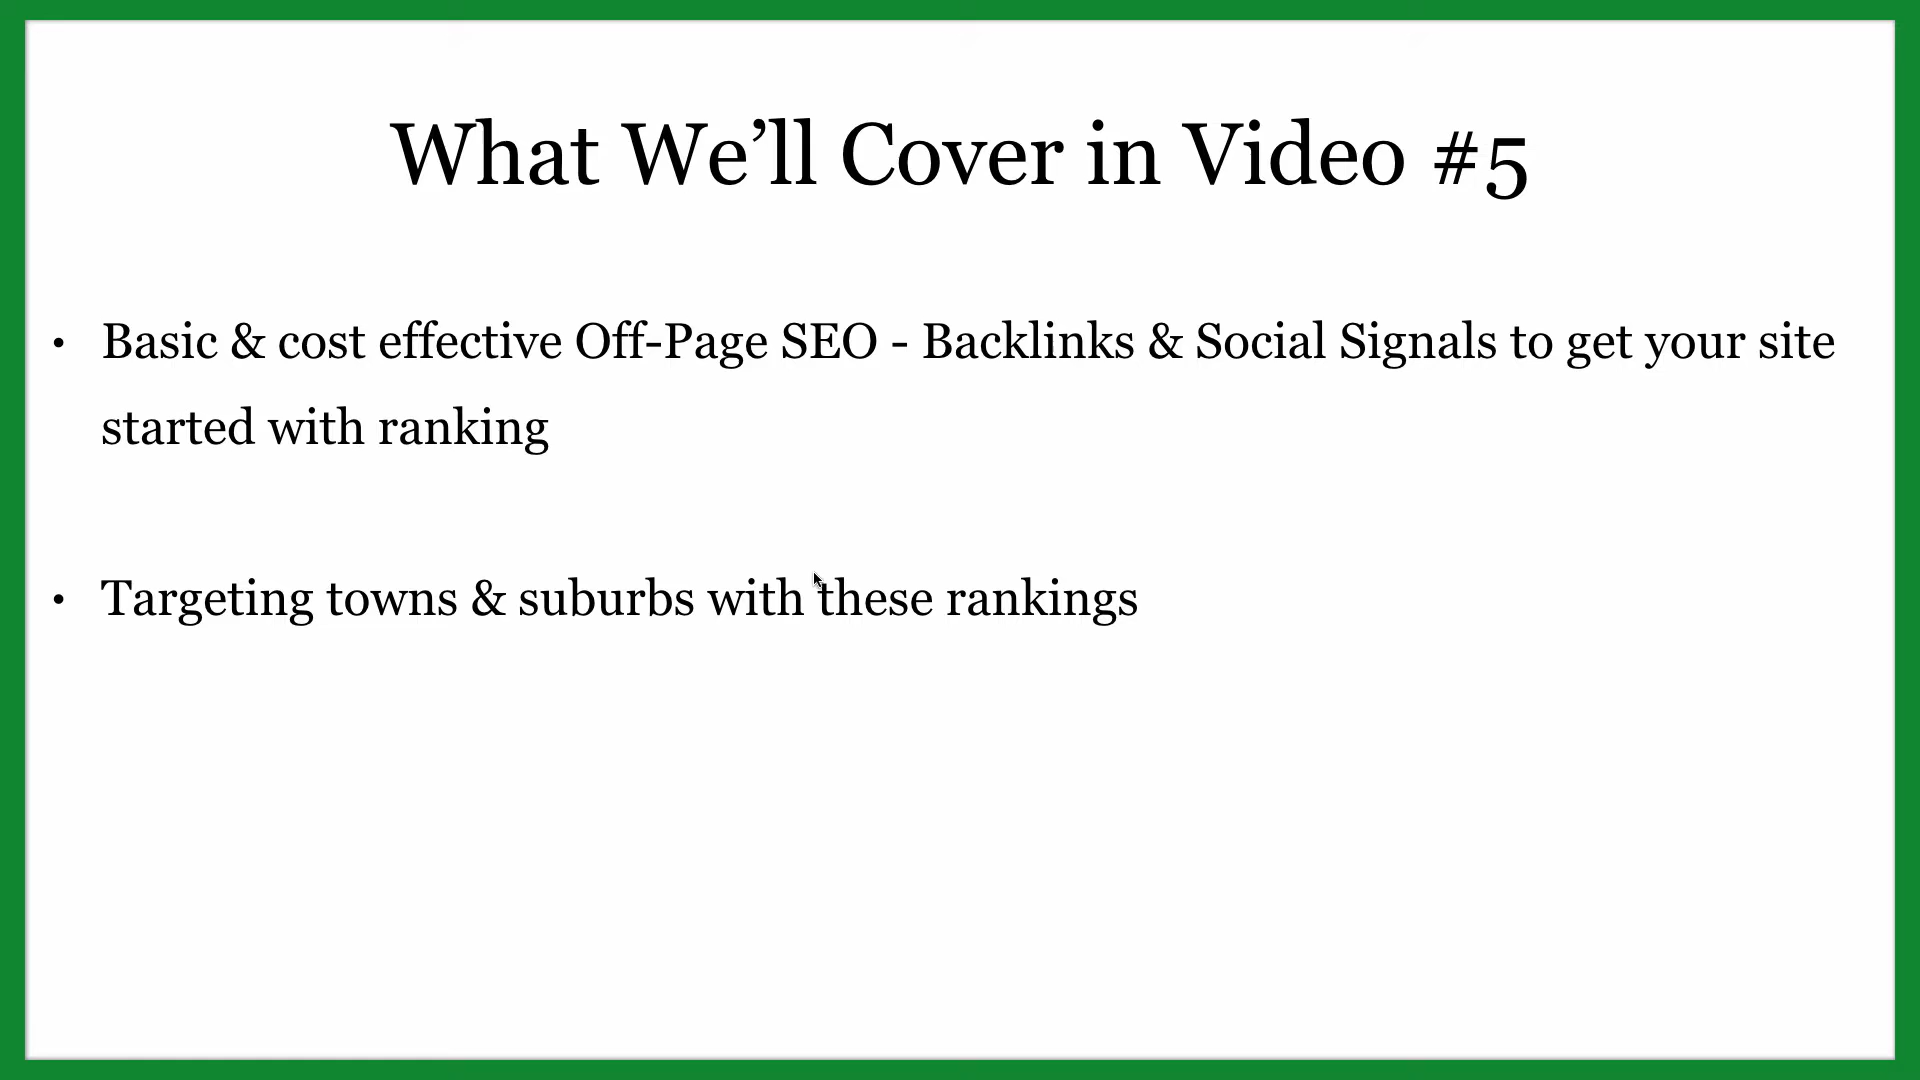 What We’ll Cover in Video #5
• Basic & cost effective Off-Page SEO - Backlinks & Social Signals to get your site
started with ranking
• Targeting towns & suburbs with these rankings